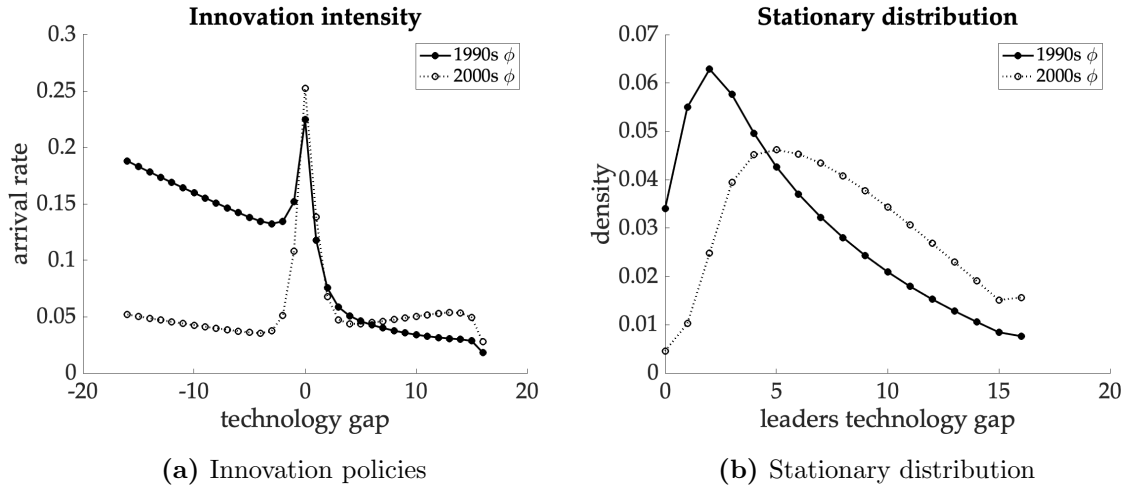 Innovation intensity
0.3
0.25
0.2
0.15
0.1
0.05
0
-20
-10
0
10
20
arrival rate
technology gap
1990s ϕ
2000s ϕ
(a) Innovation policies
Stationary distribution
0.07
0.06
0.05
0.04
0.03
0.02
0.01
0
0
5
10
15
20
density
leaders technology gap
1990s ϕ
2000s ϕ
(b) Stationary distribution